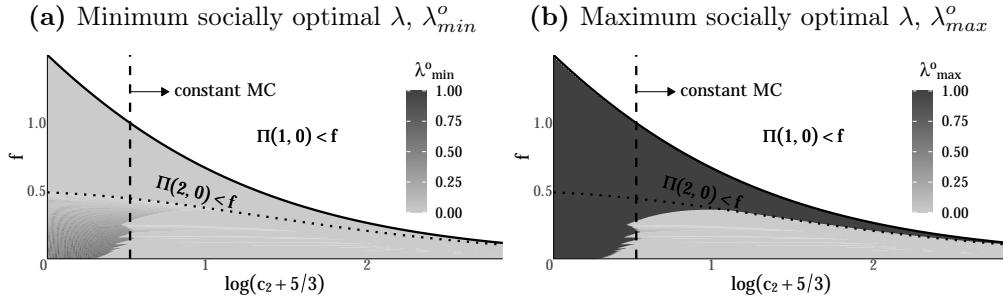 (a) Minimum socially optimal λ, λ^o_min
λ^o_min
1.00
0.75
0.50
0.25
0.00
constant MC
Π(1, 0) < f
Π(2, 0) < f
f
1.0
0.5
0
0
1
2
log(c₂ + 5/3)
(b) Maximum socially optimal λ, λ^o_max
λ^o_max
1.00
0.75
0.50
0.25
0.00
constant MC
Π(1, 0) < f
Π(2, 0) < f
f
1.0
0.5
0
0
1
2
log(c₂ + 5/3)